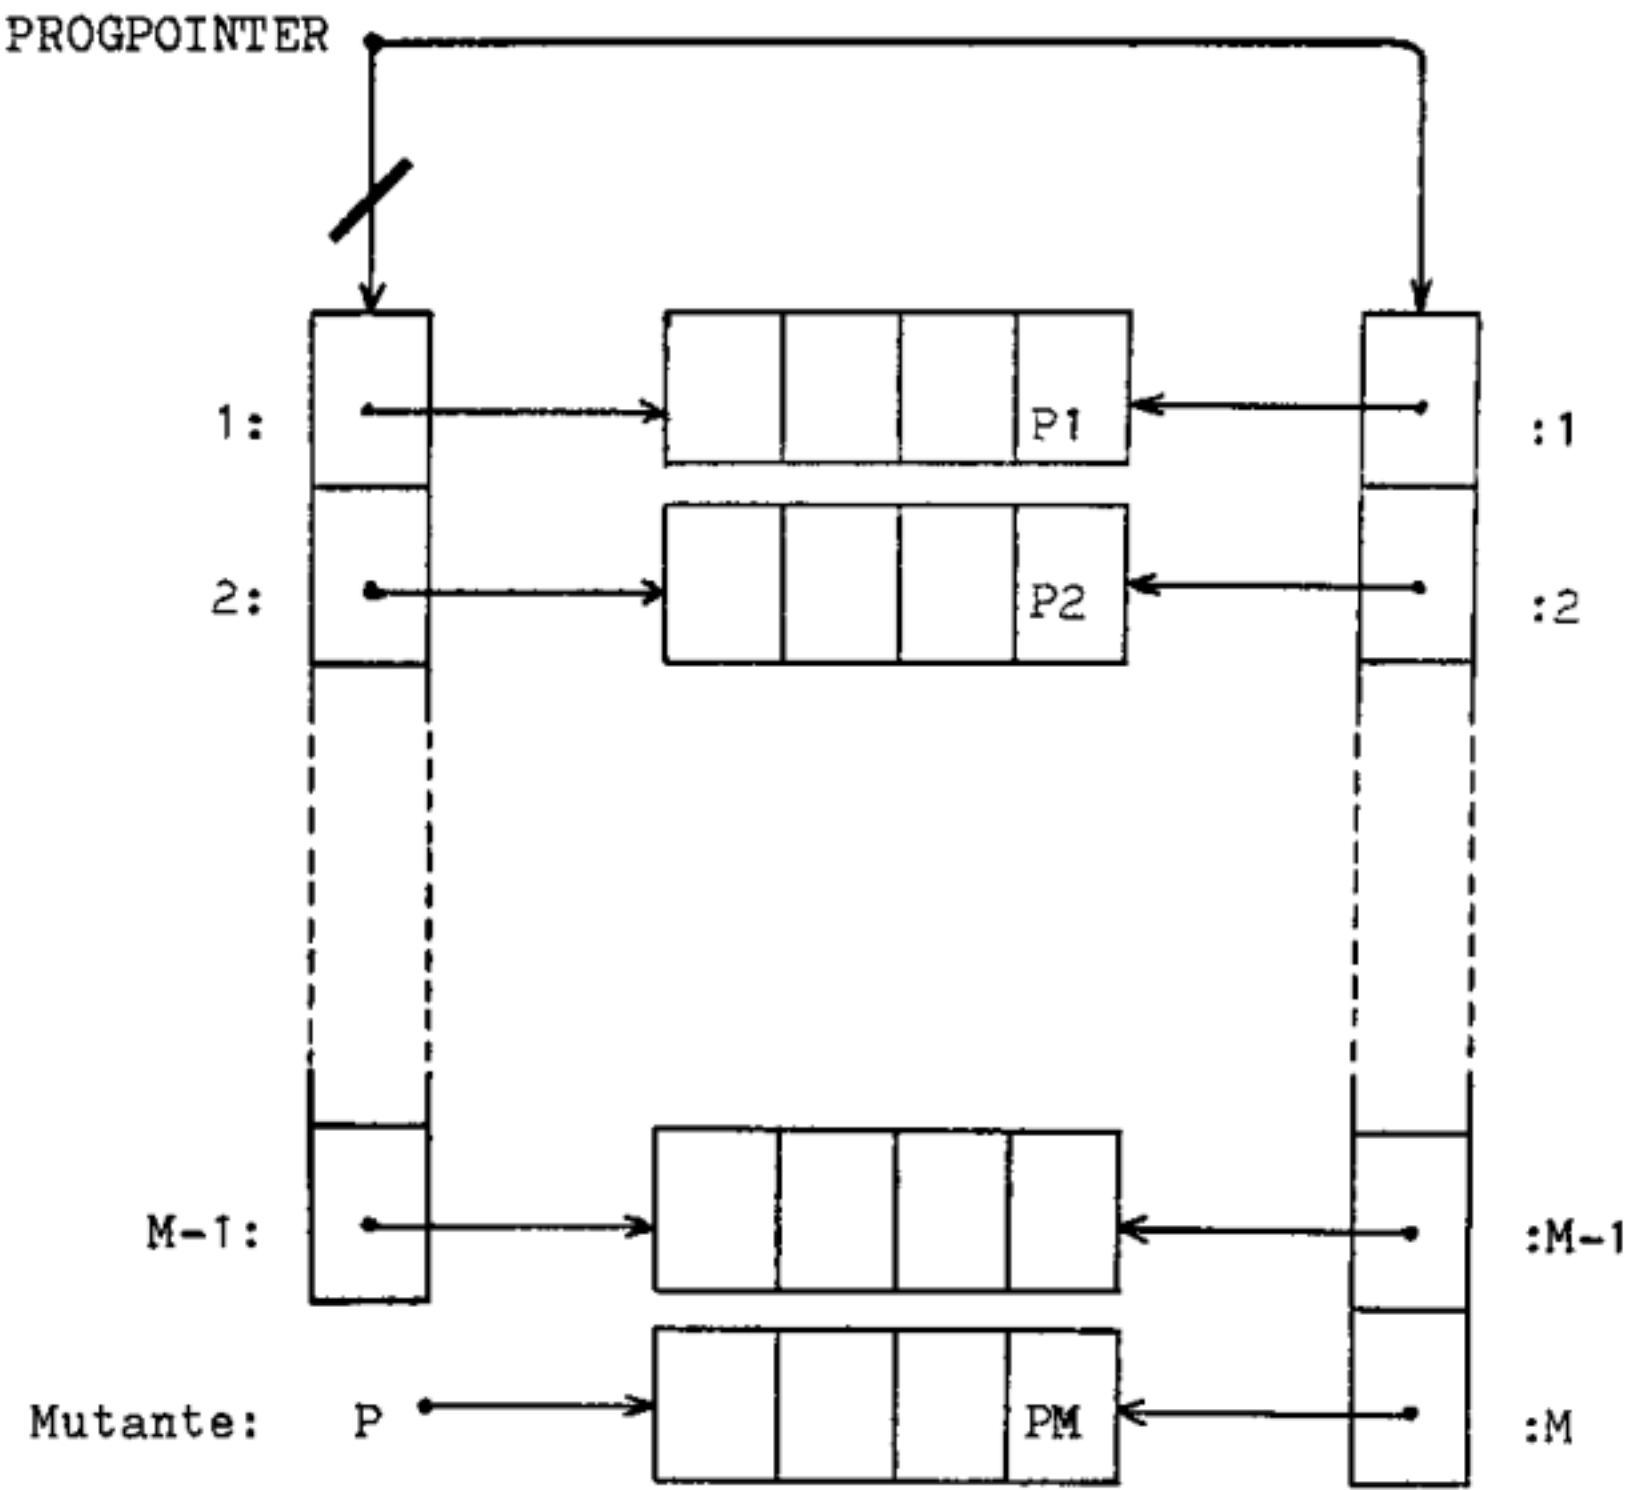 PROGPOINTER
1: P1 :1
2: P2 :2
M-1: :M-1
Mutante: P PM :M